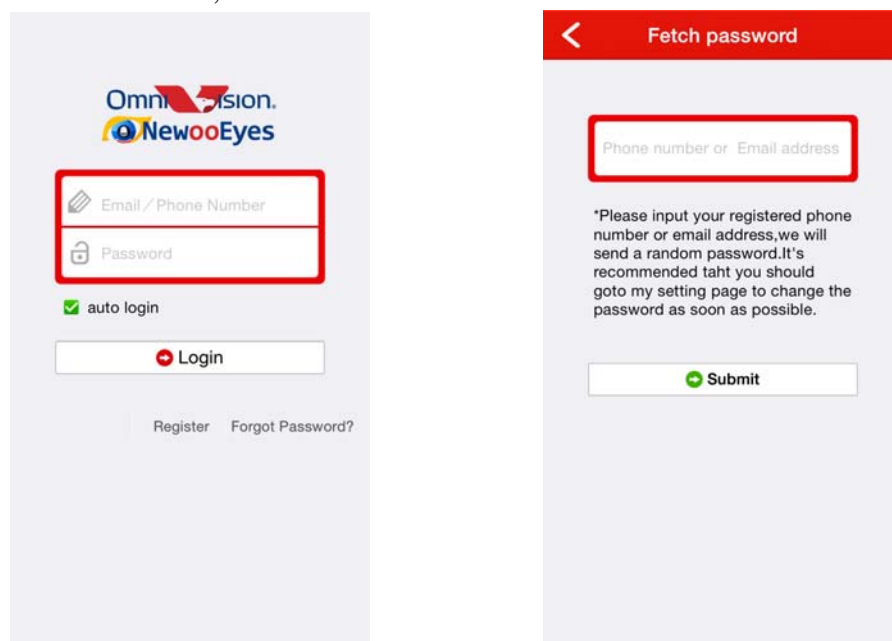 OmniVision.
NewooEyes
Email / Phone Number
Password
auto login
Login
Register Forgot Password?
Fetch password
Phone number or Email address
*Please input your registered phone
number or email address,we will
send a random password.It's
recommended taht you should
goto my setting page to change the
password as soon as possible.
Submit